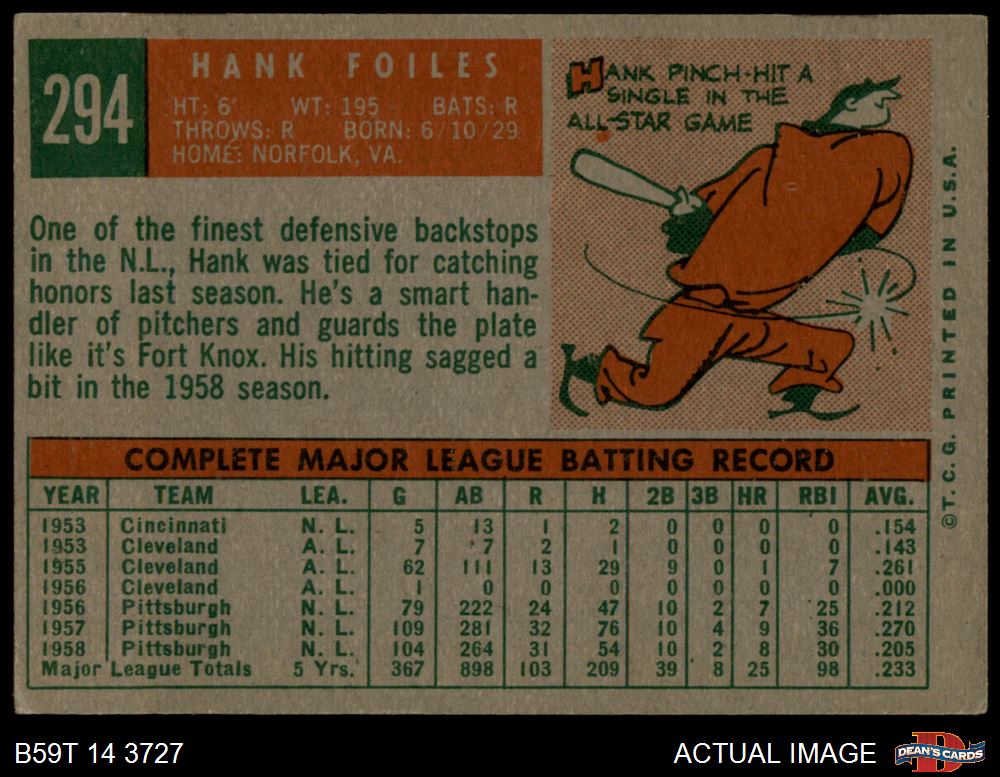 294
HANK FOILES
HT: 6' WT: 195 BATS: R
THROWS: R BORN: 6/10/29
HOME: NORFOLK, VA.
HANK PINCH-HIT A
SINGLE IN THE
ALL-STAR GAME
One of the finest defensive backstops
in the N.L., Hank was tied for catching
honors last season. He's a smart han-
dler of pitchers and guards the plate
like it's Fort Knox. His hitting sagged a
bit in the 1958 season.
COMPLETE MAJOR LEAGUE BATTING RECORD
YEAR TEAM LEA. G AB R H 2B 3B HR RBI AVG.
1953 Cincinnati N. L. 5 13 1 2 0 0 0 0 .154
1953 Cleveland A. L. 7 7 2 1 0 0 0 0 .143
1955 Cleveland A. L. 62 111 13 29 9 0 1 7 .261
1956 Cleveland A. L. 1 0 0 0 0 0 0 0 .000
1956 Pittsburgh N. L. 79 222 24 47 10 2 7 25 .212
1957 Pittsburgh N. L. 109 281 32 76 10 4 9 36 .270
1958 Pittsburgh N. L. 104 264 31 54 10 2 8 30 .205
Major League Totals 5 Yrs. 367 898 103 209 39 8 25 98 .233
©T. C. G. PRINTED IN U.S.A.
B59T 14 3727
ACTUAL IMAGE
DEAN'S CARDS